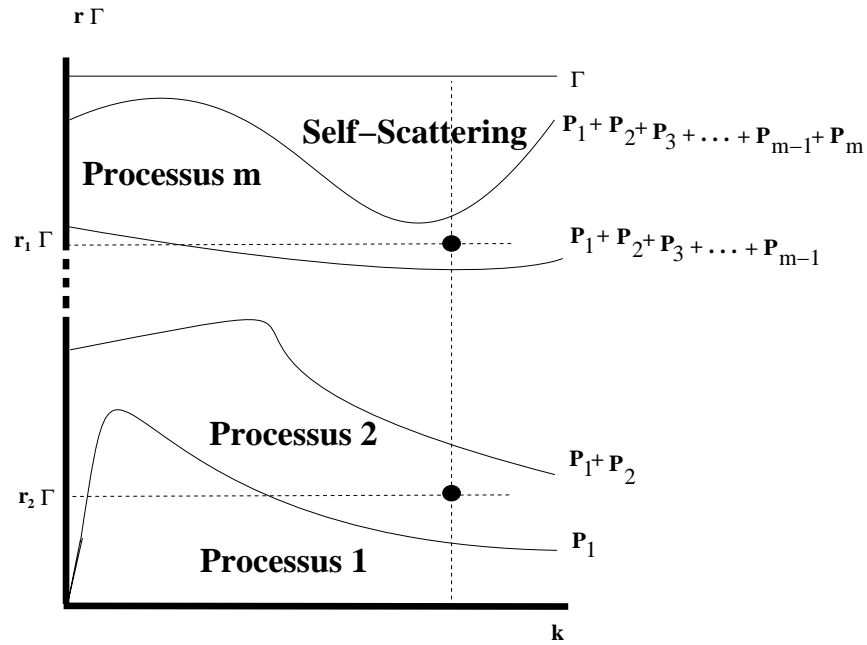 r Γ
Γ
P1 + P2 + P3 + . . . + Pm−1 + Pm
Self−Scattering
Processus m
r1 Γ
P1 + P2 + P3 + . . . + Pm−1
Processus 2
P1 + P2
r2 Γ
P1
Processus 1
k